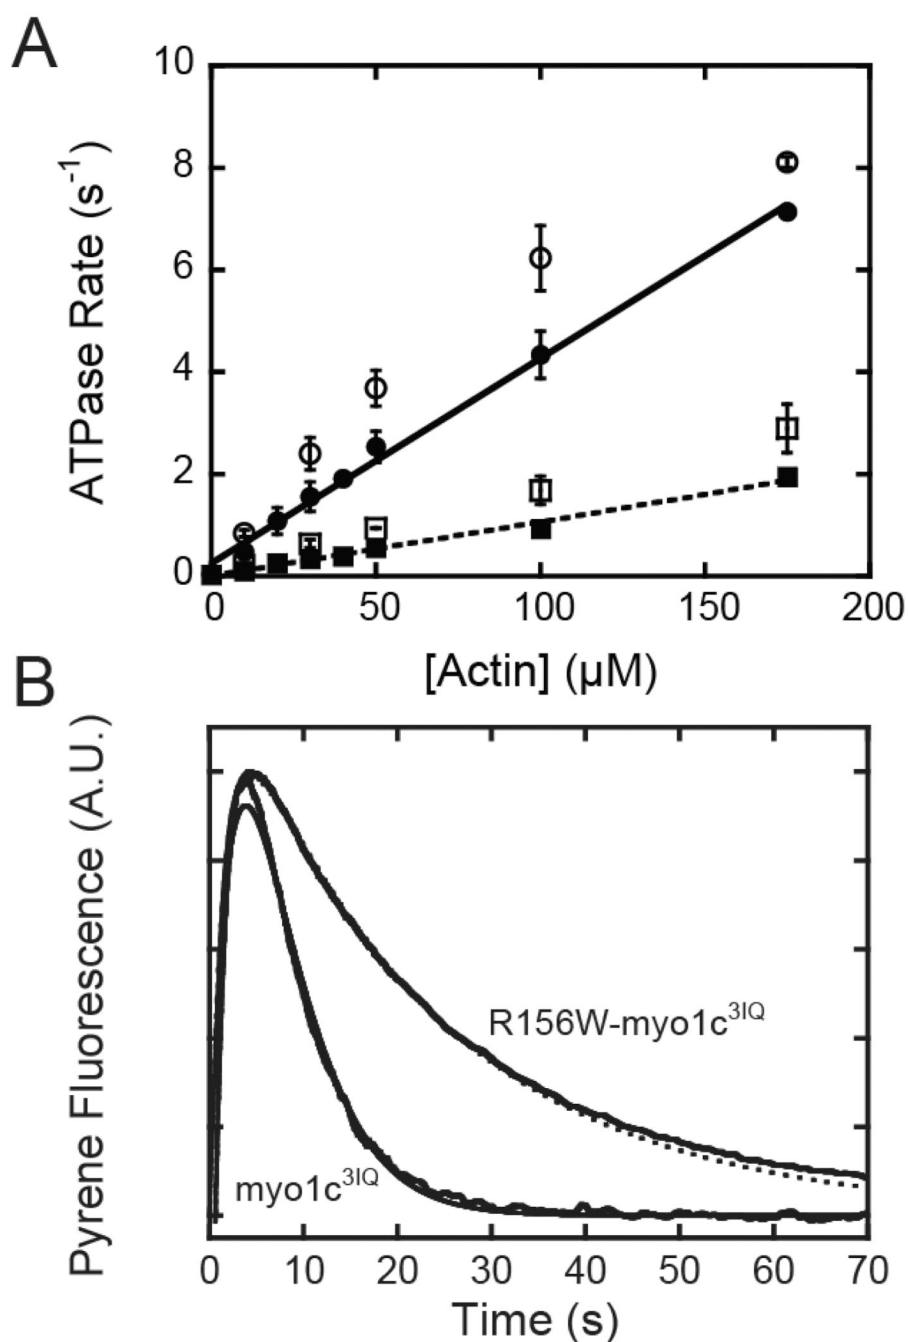 A
10
8
6
4
2
0
ATPase Rate (s⁻¹)
0 50 100 150 200
[Actin] (µM)
B
Pyrene Fluorescence (A.U.)
R156W-myo1c³ᴵQ
myo1c³ᴵQ
0 10 20 30 40 50 60 70
Time (s)